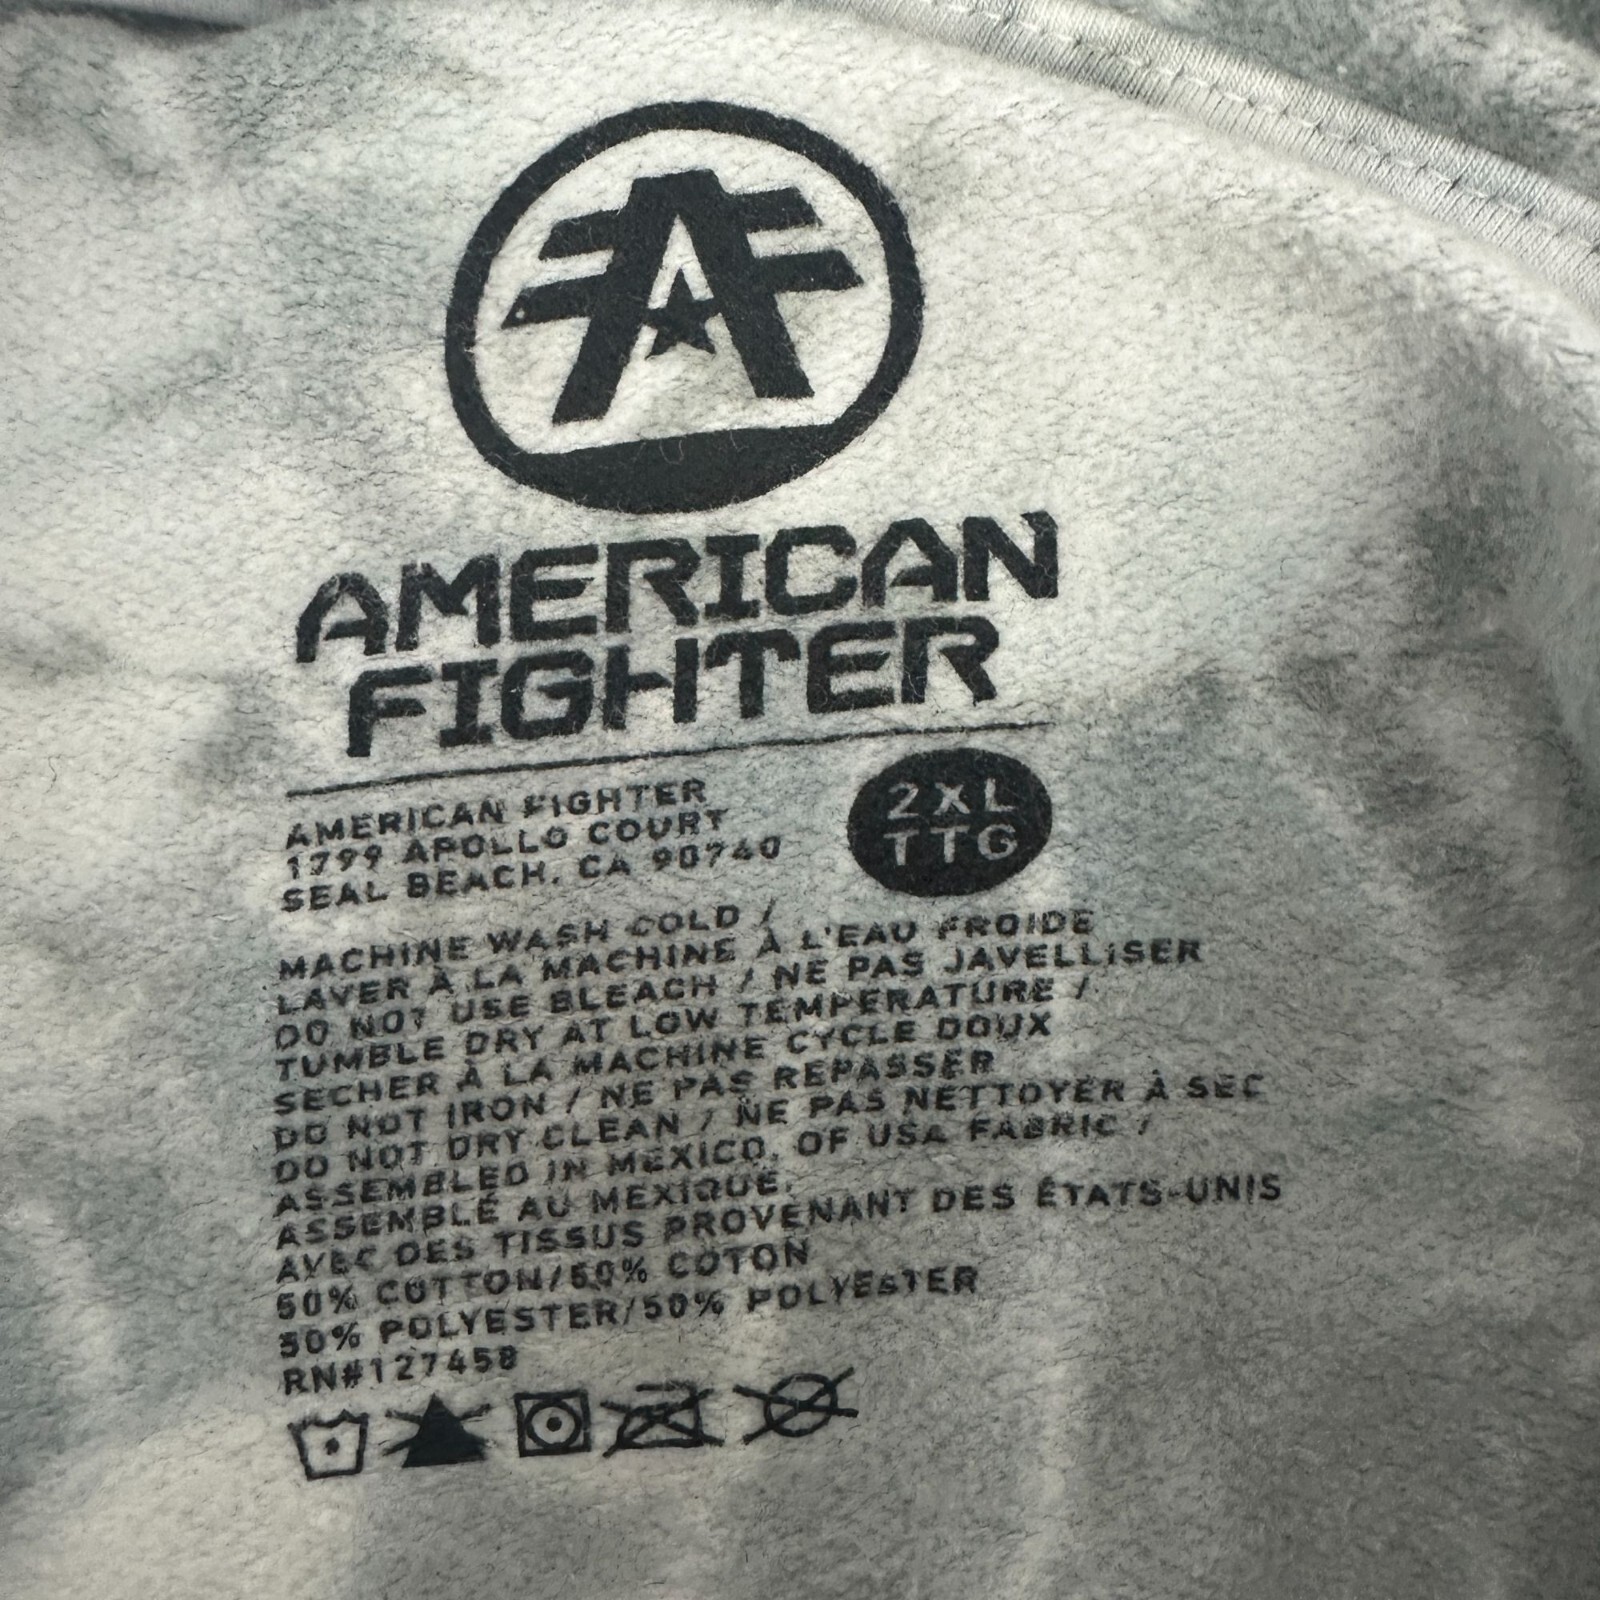 AMERICAN
FIGHTER
AMERICAN FIGHTER
1799 APOLLO COURT
SEAL BEACH, CA 90740
2XL
TTG
MACHINE WASH COLD /
LAVER À LA MACHINE À L'EAU FROIDE
DO NOT USE BLEACH / NE PAS JAVELLISER
TUMBLE DRY AT LOW TEMPERATURE /
SECHER À LA MACHINE CYCLE DOUX
DO NOT IRON / NE PAS REPASSER
DO NOT DRY CLEAN / NE PAS NETTOYER À SEC
ASSEMBLED IN MEXICO, OF USA FABRIC /
ASSEMBLÉ AU MEXIQUE,
AVEC DES TISSUS PROVENANT DES ÉTATS-UNIS
50% COTTON/50% COTON
50% POLYESTER/50% POLYESTER
RN#127458